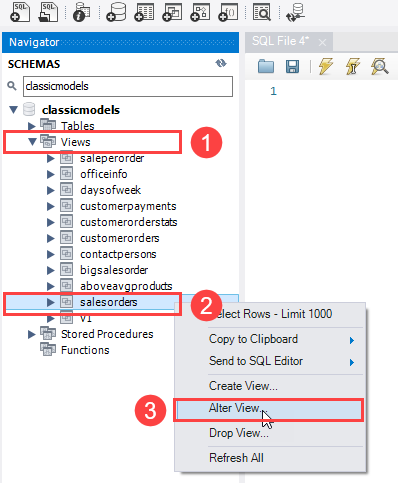 SQL
SQL
Navigator
SQL File 4*
SCHEMAS
classicmodels
1
classicmodels
Tables
Views
1
saleperorder
officeinfo
daysofweek
customerpayments
customerorderstats
customerorders
contactpersons
bigsalesorder
aboveavgproducts
salesorders
2
v1
Select Rows - Limit 1000
Stored Procedures
Functions
Copy to Clipboard
Send to SQL Editor
Create View...
3
Alter View...
Drop View...
Refresh All